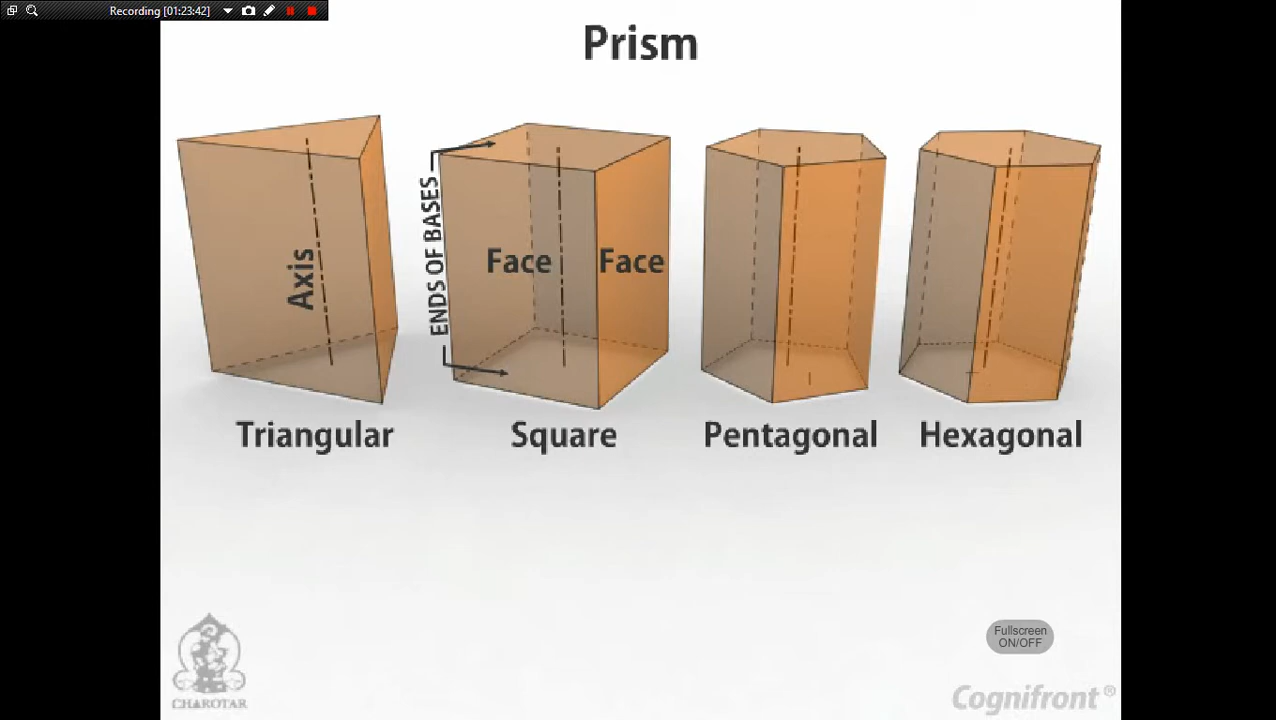 Recording [01:23:42]
Prism
Axis
ENDS OF BASES
Face
Face
Triangular
Square
Pentagonal
Hexagonal
Fullscreen
ON/OFF
CHAROTAR
Cognifront®